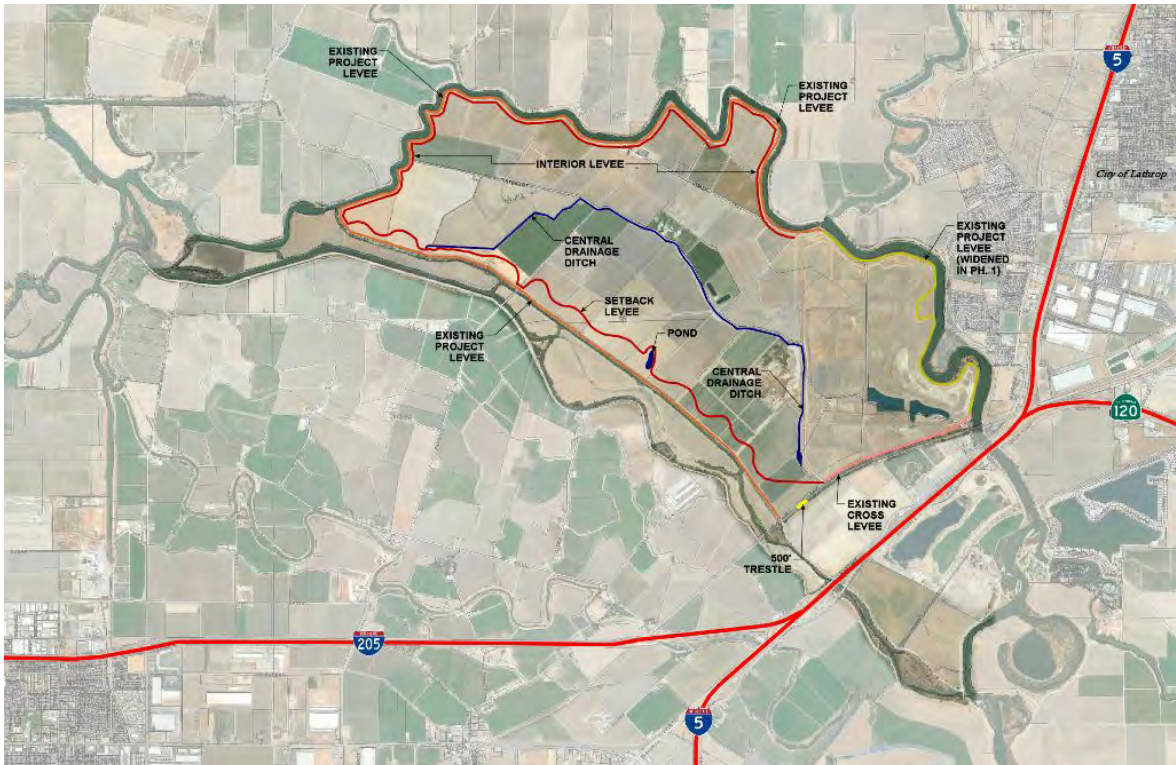 EXISTING
PROJECT
LEVEE
EXISTING
PROJECT
LEVEE
5
INTERIOR LEVEE
City of Lathrop
CENTRAL
DRAINAGE
DITCH
EXISTING
PROJECT
LEVEE
(WIDENED
IN PH. 1)
SETBACK
LEVEE
EXISTING
PROJECT
LEVEE
POND
CENTRAL
DRAINAGE
DITCH
120
EXISTING
CROSS
LEVEE
500'
TRESTLE
205
5